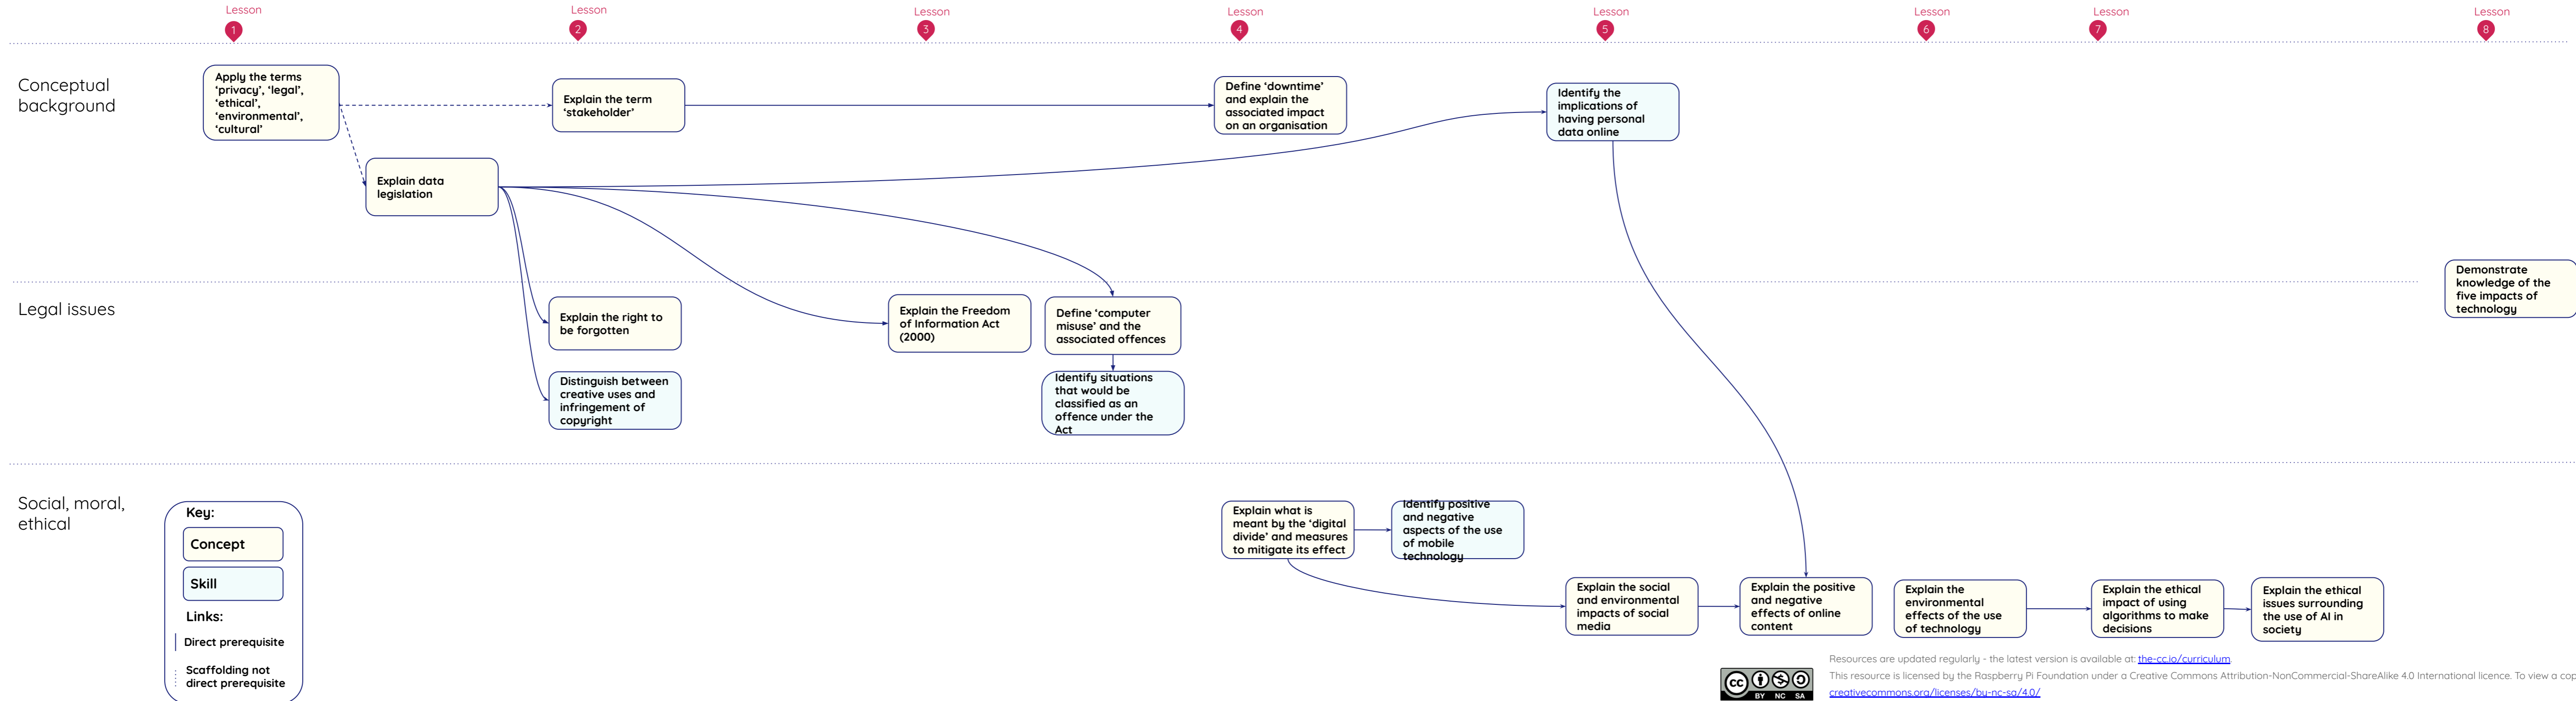 Lesson
1
Lesson
2
Lesson
3
Lesson
4
Lesson
5
Lesson
6
Lesson
7
Lesson
8
Conceptual
background
Apply the terms
‘privacy’, ‘legal’,
‘ethical’,
‘environmental’,
‘cultural’
Explain the term
‘stakeholder’
Define ‘downtime’
and explain the
associated impact
on an organisation
Identify the
implications of
having personal
data online
Explain data
legislation
Demonstrate
knowledge of the
five impacts of
technology
Legal issues
Explain the right to
be forgotten
Explain the Freedom
of Information Act
(2000)
Define ‘computer
misuse’ and the
associated offences
Distinguish between
creative uses and
infringement of
copyright
Identify situations
that would be
classified as an
offence under the
Act
Social, moral,
ethical
Key:
Concept
Skill
Links:
Direct prerequisite
Scaffolding not
direct prerequisite
Explain what is
meant by the ‘digital
divide’ and measures
to mitigate its effect
Identify positive
and negative
aspects of the use
of mobile
technology
Explain the social
and environmental
impacts of social
media
Explain the positive
and negative
effects of online
content
Explain the
environmental
effects of the use
of technology
Explain the ethical
impact of using
algorithms to make
decisions
Explain the ethical
issues surrounding
the use of AI in
society
cc BY NC SA
Resources are updated regularly - the latest version is available at: the-cc.io/curriculum.
This resource is licensed by the Raspberry Pi Foundation under a Creative Commons Attribution-NonCommercial-ShareAlike 4.0 International licence. To view a cop
creativecommons.org/licenses/by-nc-sa/4.0/